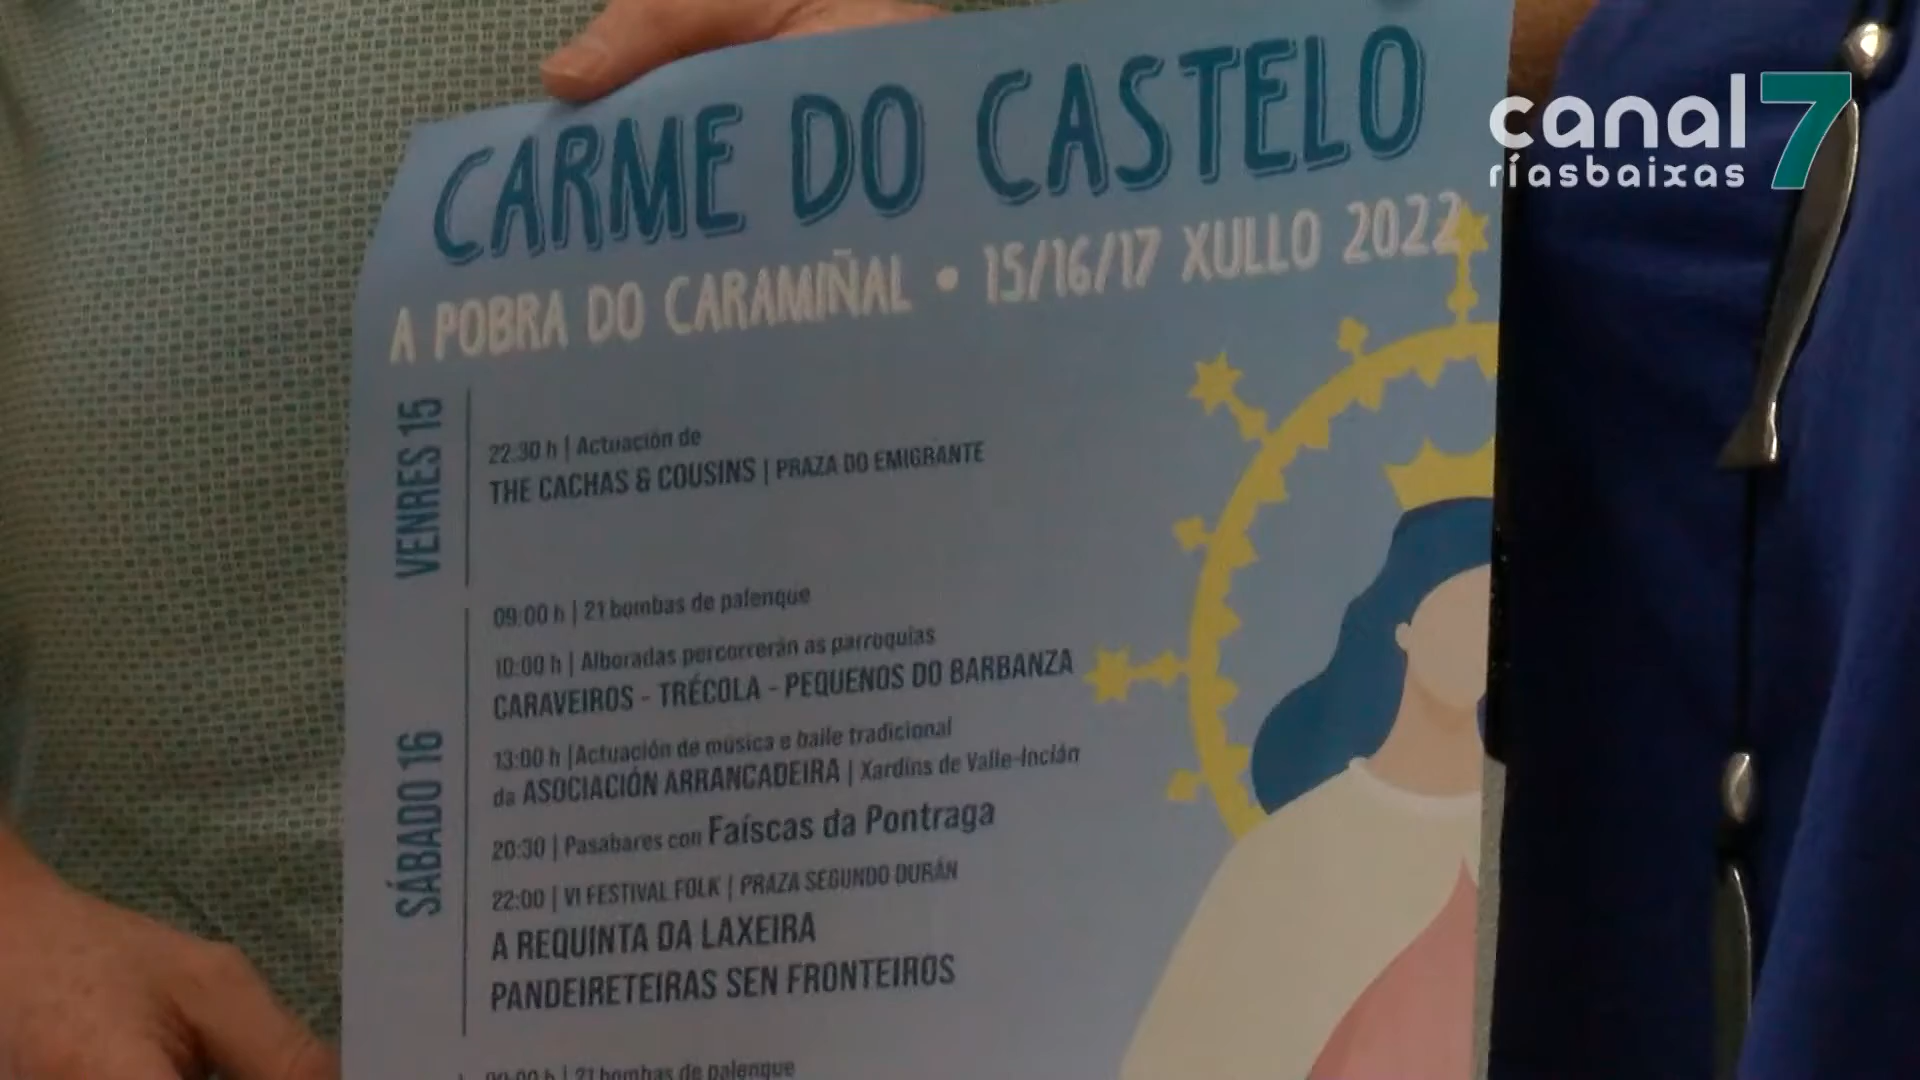 CARME DO CASTELO
A POBRA DO CARAMIÑAL • 15/16/17 XULLO 2022
VENRES 15
22:30 h | Actuación de
THE CACHAS & COUSINS | PRAZA DO EMIGRANTE
SÁBADO 16
09:00 h | 21 bombas de palenque
10:00 h | Alboradas percorrerán as parroquias
CARAVEIROS - TRÉCOLA - PEQUENOS DO BARBANZA
13:00 h | Actuación de música e baile tradicional
da ASOCIACIÓN ARRANCADEIRA | Xardíns de Valle-Inclán
20:30 | Pasabares con Faíscas da Pontraga
22:00 | VI FESTIVAL FOLK | PRAZA SEGUNDO DURÁN
A REQUINTA DA LAXEIRA
PANDEIRETEIRAS SEN FRONTEIROS
09:00 h | 21 bombas de palenque
canal 7
ríasbaixas